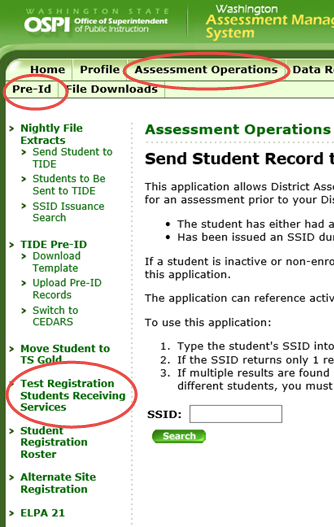 WASHINGTON STATE
OSPI Office of Superintendent
of Public Instruction
Washington
Assessment Mana
System
Home Profile Assessment Operations Data R
Pre-Id File Downloads
Nightly File
Extracts
Send Student to
TIDE
Students to Be
Sent to TIDE
SSID Issuance
Search
TIDE Pre-ID
Download
Template
Upload Pre-ID
Records
Switch to
CEDARS
Move Student to
TS Gold
Test Registration
Students Receiving
Services
Student
Registration
Roster
Alternate Site
Registration
ELPA 21
Assessment Operations
Send Student Record t
This application allows District Asse
for an assessment prior to your Dis
The student has either had a
Has been issued an SSID du
If a student is inactive or non-enro
this application.
The application can reference activ
To use this application:
1. Type the student's SSID into
2. If the SSID returns only 1 re
3. If multiple results are found
different students, you must
SSID:
Search